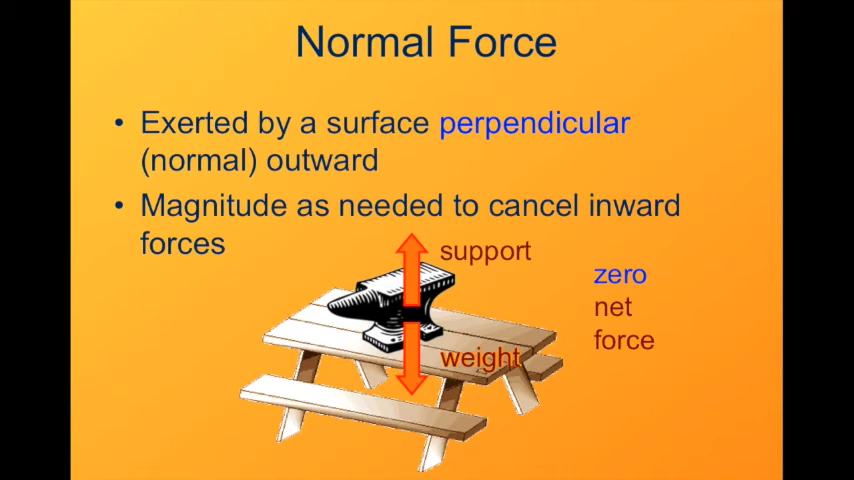 Normal Force
• Exerted by a surface perpendicular
(normal) outward
• Magnitude as needed to cancel inward
forces
support
zero
net
force
weight